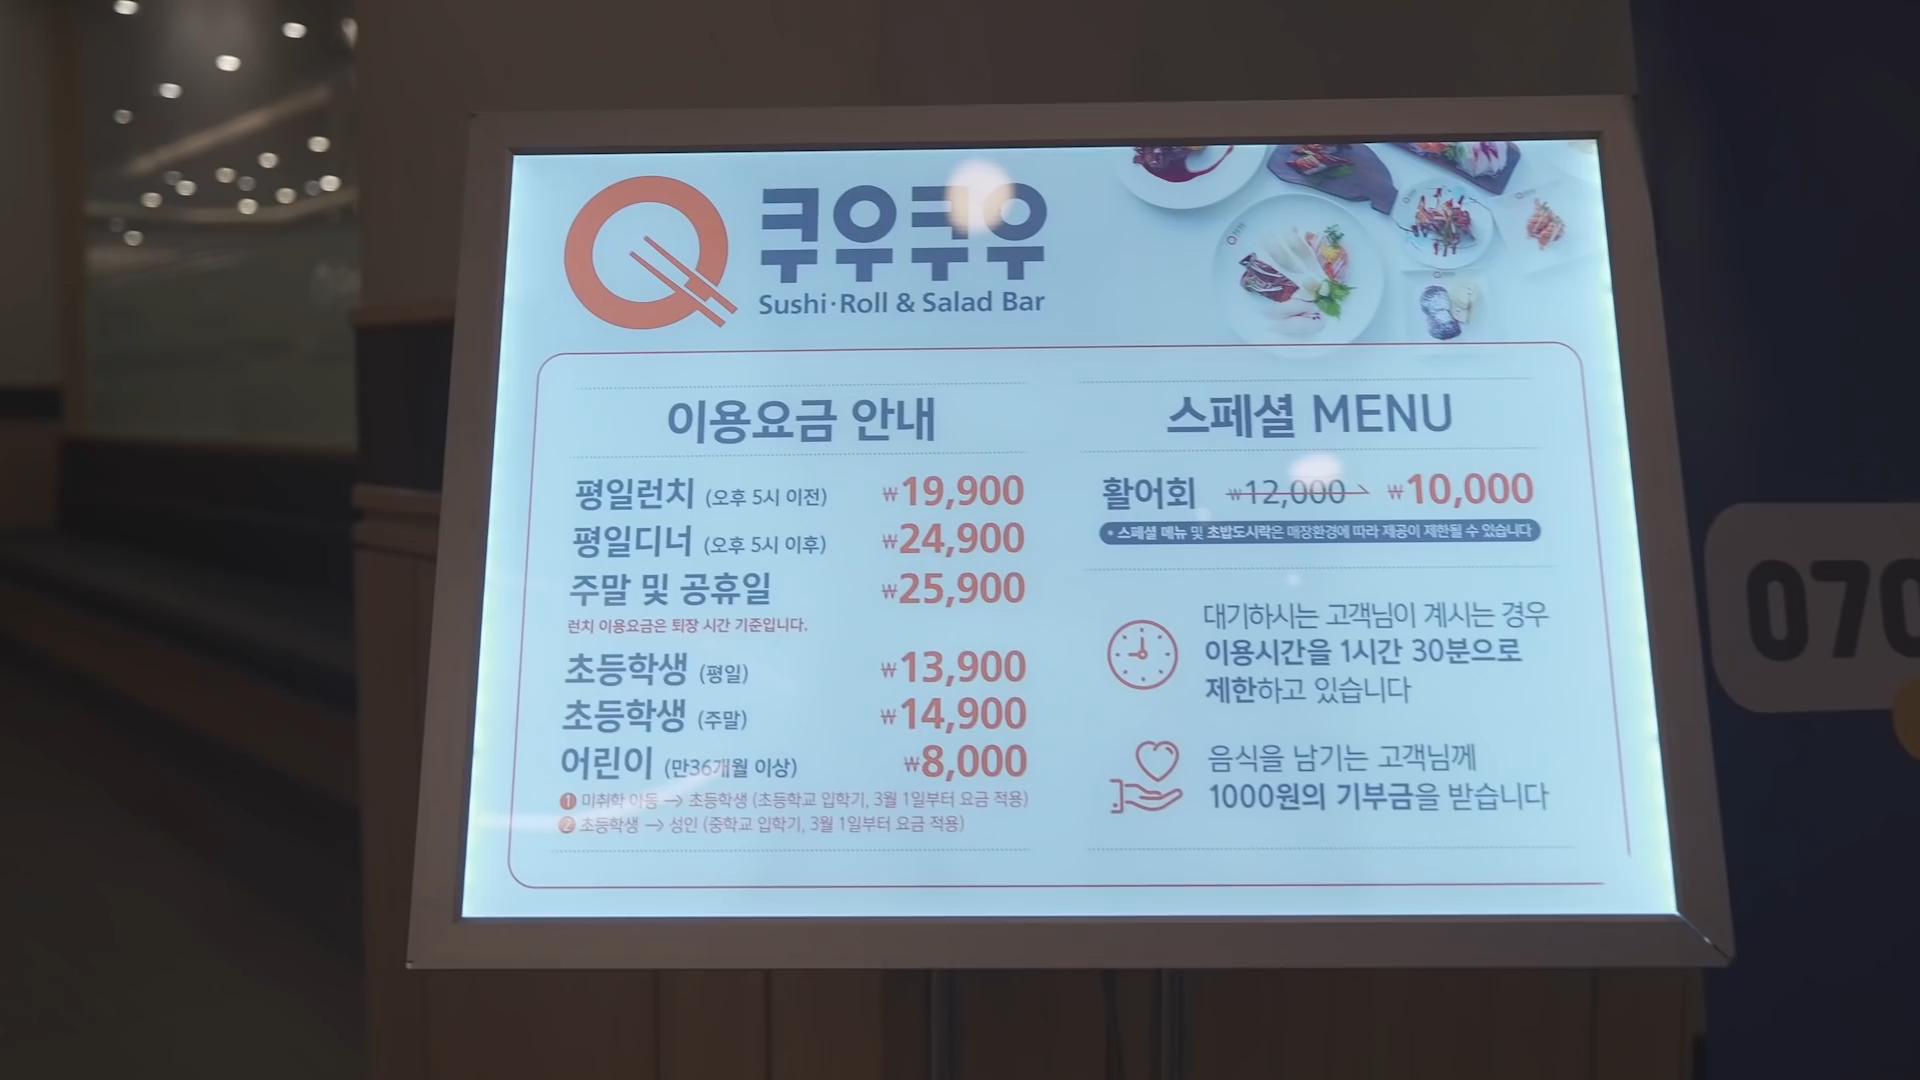 쿠우쿠우
Sushi·Roll & Salad Bar
이용요금 안내
평일런치 (오후 5시 이전) ₩19,900
평일디너 (오후 5시 이후) ₩24,900
주말 및 공휴일 ₩25,900
런치 이용요금은 퇴장 시간 기준입니다.
초등학생 (평일) ₩13,900
초등학생 (주말) ₩14,900
어린이 (만36개월 이상) ₩8,000
1 미취학 아동 → 초등학생 (초등학교 입학기, 3월 1일부터 요금 적용)
2 초등학생 → 성인 (중학교 입학기, 3월 1일부터 요금 적용)
스페셜 MENU
활어회 ₩12,000 → ₩10,000
* 스페셜 메뉴 및 초밥도시락은 매장환경에 따라 제공이 제한될 수 있습니다
대기하시는 고객님이 계시는 경우
이용시간을 1시간 30분으로
제한하고 있습니다
음식을 남기는 고객님께
1000원의 기부금을 받습니다
070